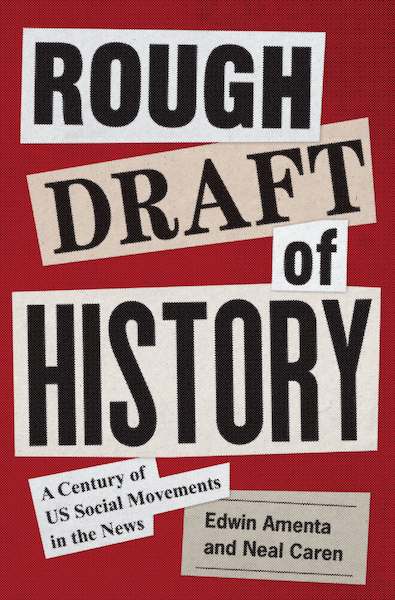 ROUGH
DRAFT
of
HISTORY
A Century of
US Social Movements
in the News
Edwin Amenta
and Neal Caren